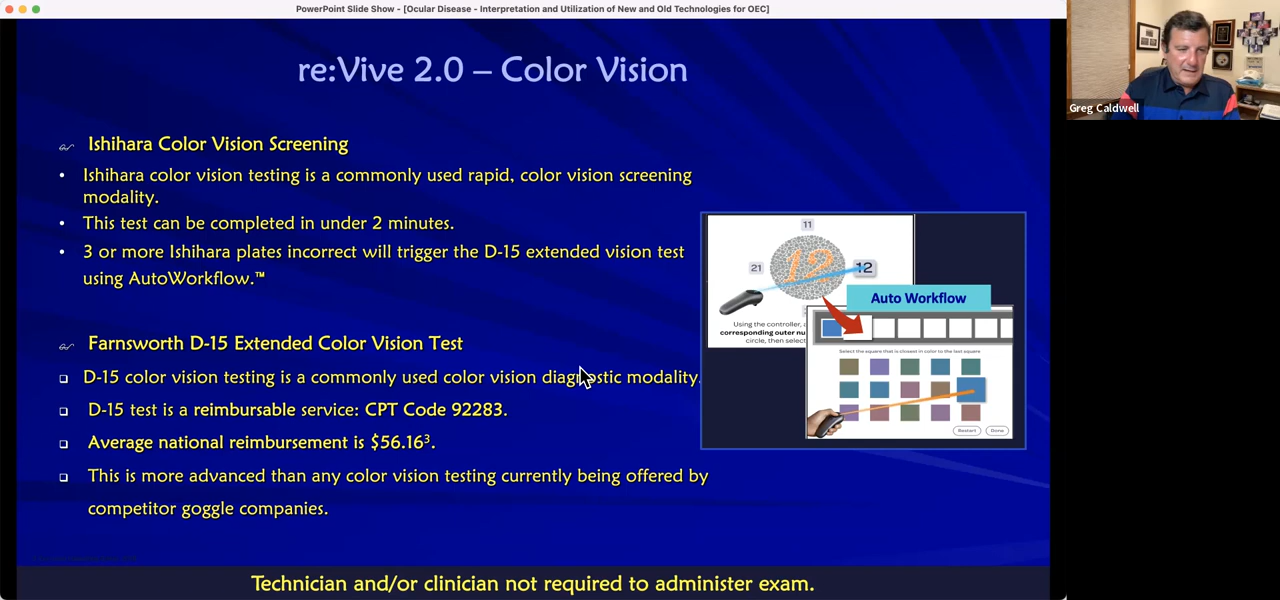 PowerPoint Slide Show - [Ocular Disease - Interpretation and Utilization of New and Old Technologies for OEC]
Greg Caldwell
re:Vive 2.0 – Color Vision
Ishihara Color Vision Screening
• Ishihara color vision testing is a commonly used rapid, color vision screening
modality.
• This test can be completed in under 2 minutes.
• 3 or more Ishihara plates incorrect will trigger the D-15 extended vision test
using AutoWorkflow.™
Farnsworth D-15 Extended Color Vision Test
D-15 color vision testing is a commonly used color vision diagnostic modality.
D-15 test is a reimbursable service: CPT Code 92283.
Average national reimbursement is $56.16³.
This is more advanced than any color vision testing currently being offered by
competitor goggle companies.
11
21
12
12
Auto Workflow
Using the controller,
corresponding outer
circle, then select
Select the square that is closest in color to the last square
Restart
Done
Technician and/or clinician not required to administer exam.